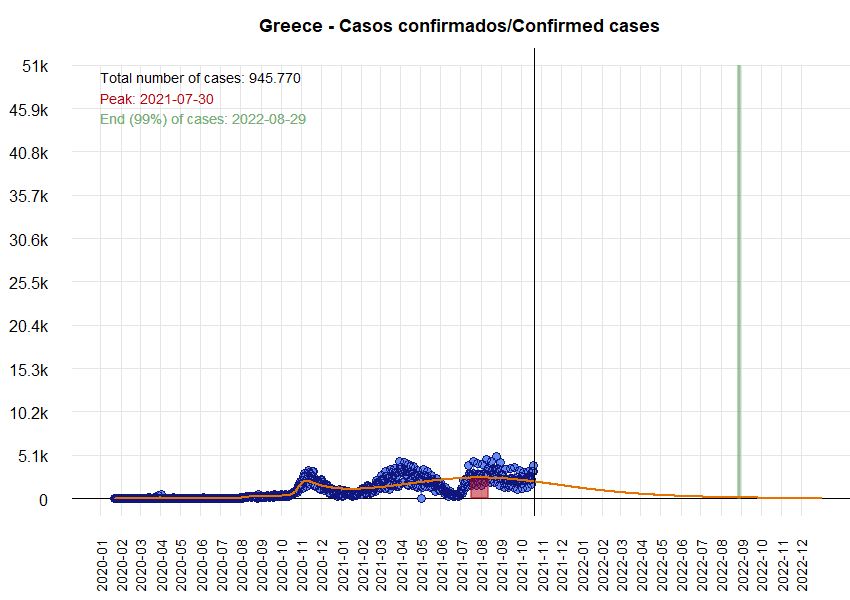 Greece - Casos confirmados/Confirmed cases
51k
Total number of cases: 945.770
Peak: 2021-07-30
45.9k
End (99%) of cases: 2022-08-29
40.8k
35.7k
30.6k
25.5k
20.4k
15.3k
10.2k
5.1k
0
2020-01
2020-02
2020-03
2020-04
2020-05
2020-06
2020-07
2020-08
2020-09
2020-10
2020-11
2020-12
2021-01
2021-02
2021-03
2021-04
2021-05
2021-06
2021-07
2021-08
2021-09
2021-10
2021-11
2021-12
2022-01
2022-02
2022-03
2022-04
2022-05
2022-06
2022-07
2022-08
2022-09
2022-10
2022-11
2022-12